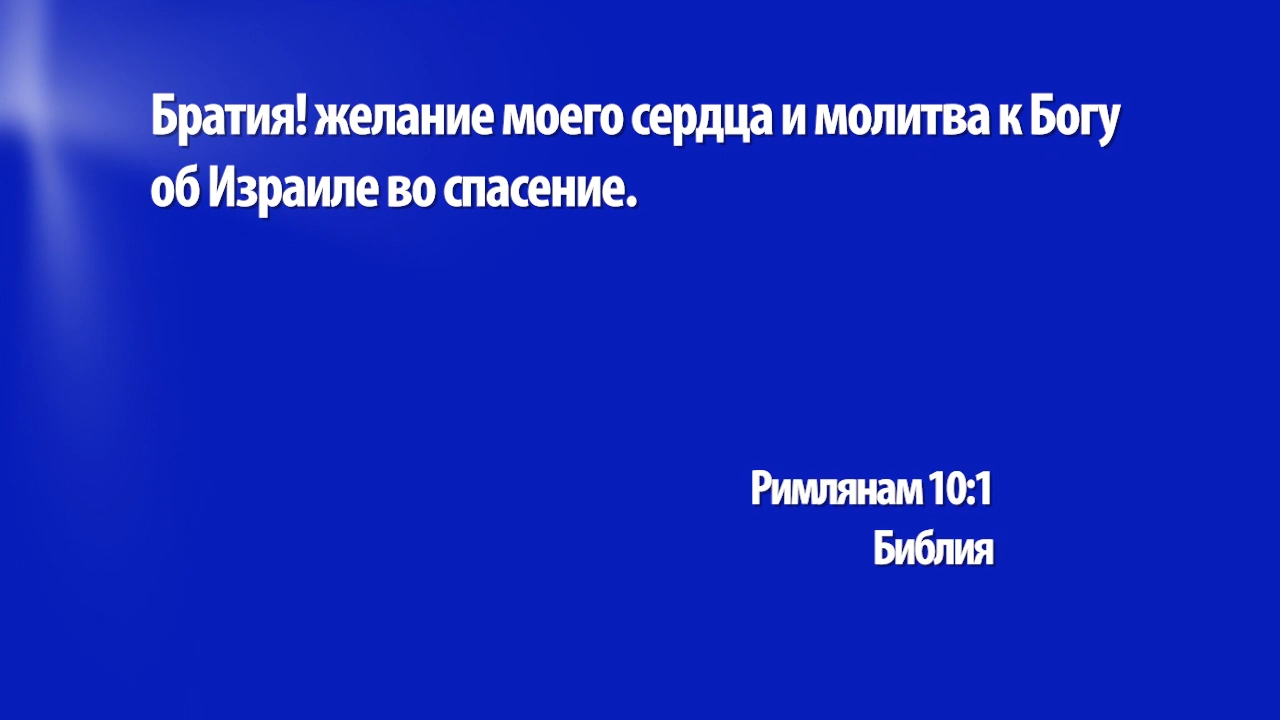 Братия! желание моего сердца и молитва к Богу
об Израиле во спасение.
Римлянам 10:1
Библия